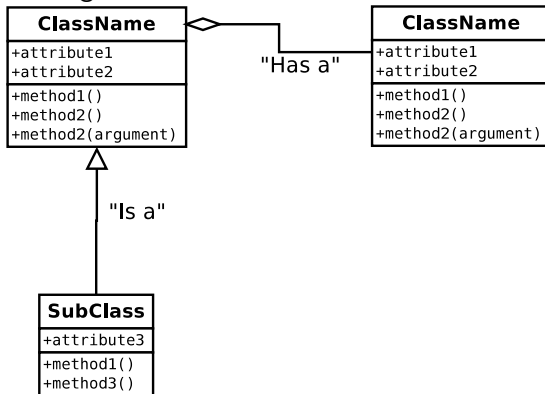 ClassName
+attribute1
+attribute2
+method1()
+method2()
+method2(argument)
"Has a"
ClassName
+attribute1
+attribute2
+method1()
+method2()
+method2(argument)
"Is a"
SubClass
+attribute3
+method1()
+method3()